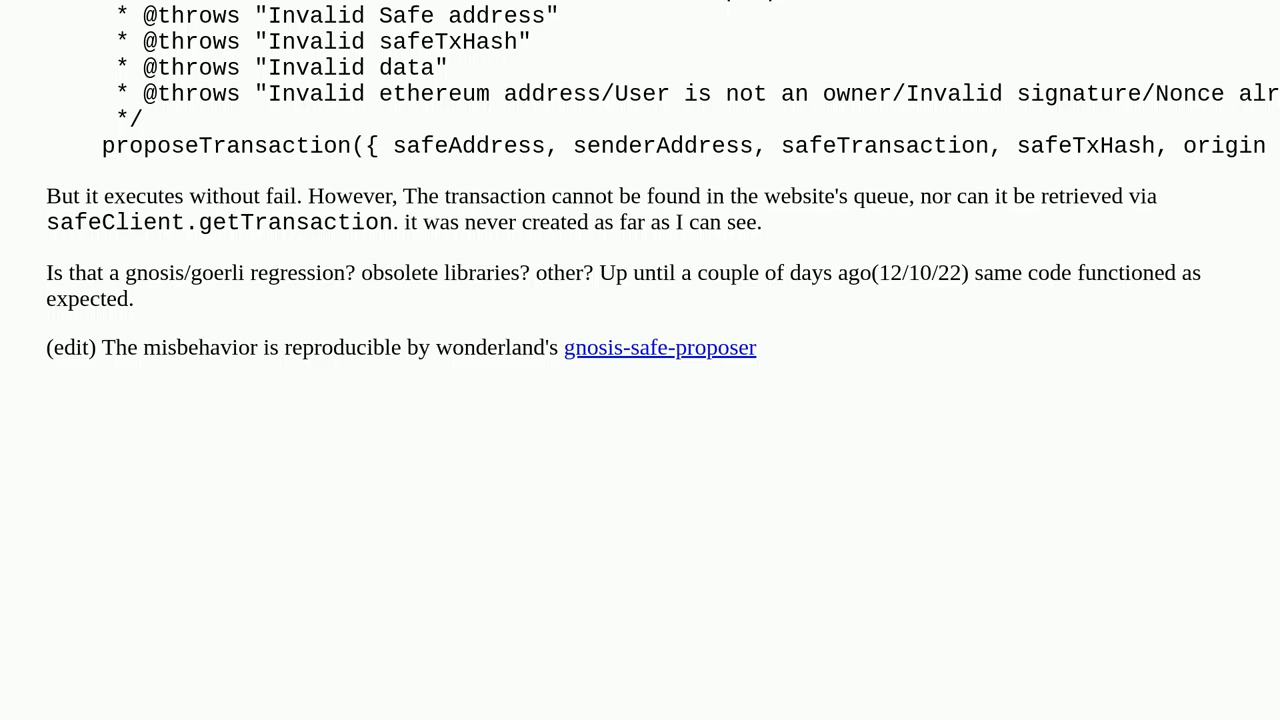 * @throws "Invalid Safe address"
* @throws "Invalid safeTxHash"
* @throws "Invalid data"
* @throws "Invalid ethereum address/User is not an owner/Invalid signature/Nonce alr
*/
proposeTransaction({ safeAddress, senderAddress, safeTransaction, safeTxHash, origin
But it executes without fail. However, The transaction cannot be found in the website's queue, nor can it be retrieved via
safeClient.getTransaction. it was never created as far as I can see.
Is that a gnosis/goerli regression? obsolete libraries? other? Up until a couple of days ago(12/10/22) same code functioned as
expected.
(edit) The misbehavior is reproducible by wonderland's gnosis-safe-proposer